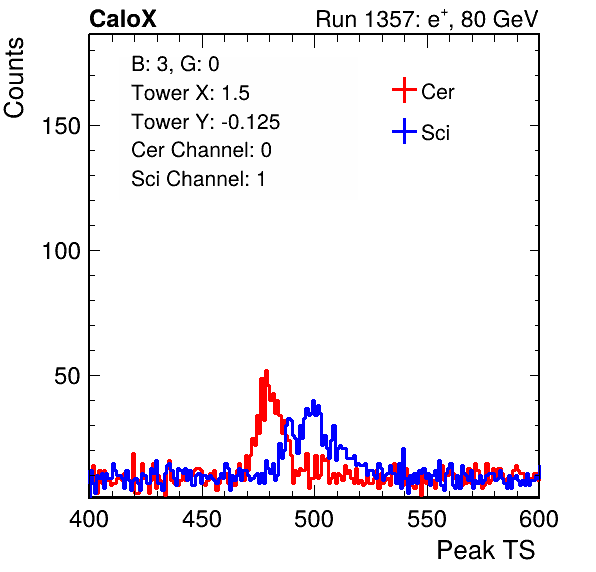 CaloX
Run 1357: e+, 80 GeV
Counts
B: 3, G: 0
Tower X: 1.5
Tower Y: -0.125
Cer Channel: 0
Sci Channel: 1
Cer
Sci
150
100
50
400 450 500 550 600
Peak TS